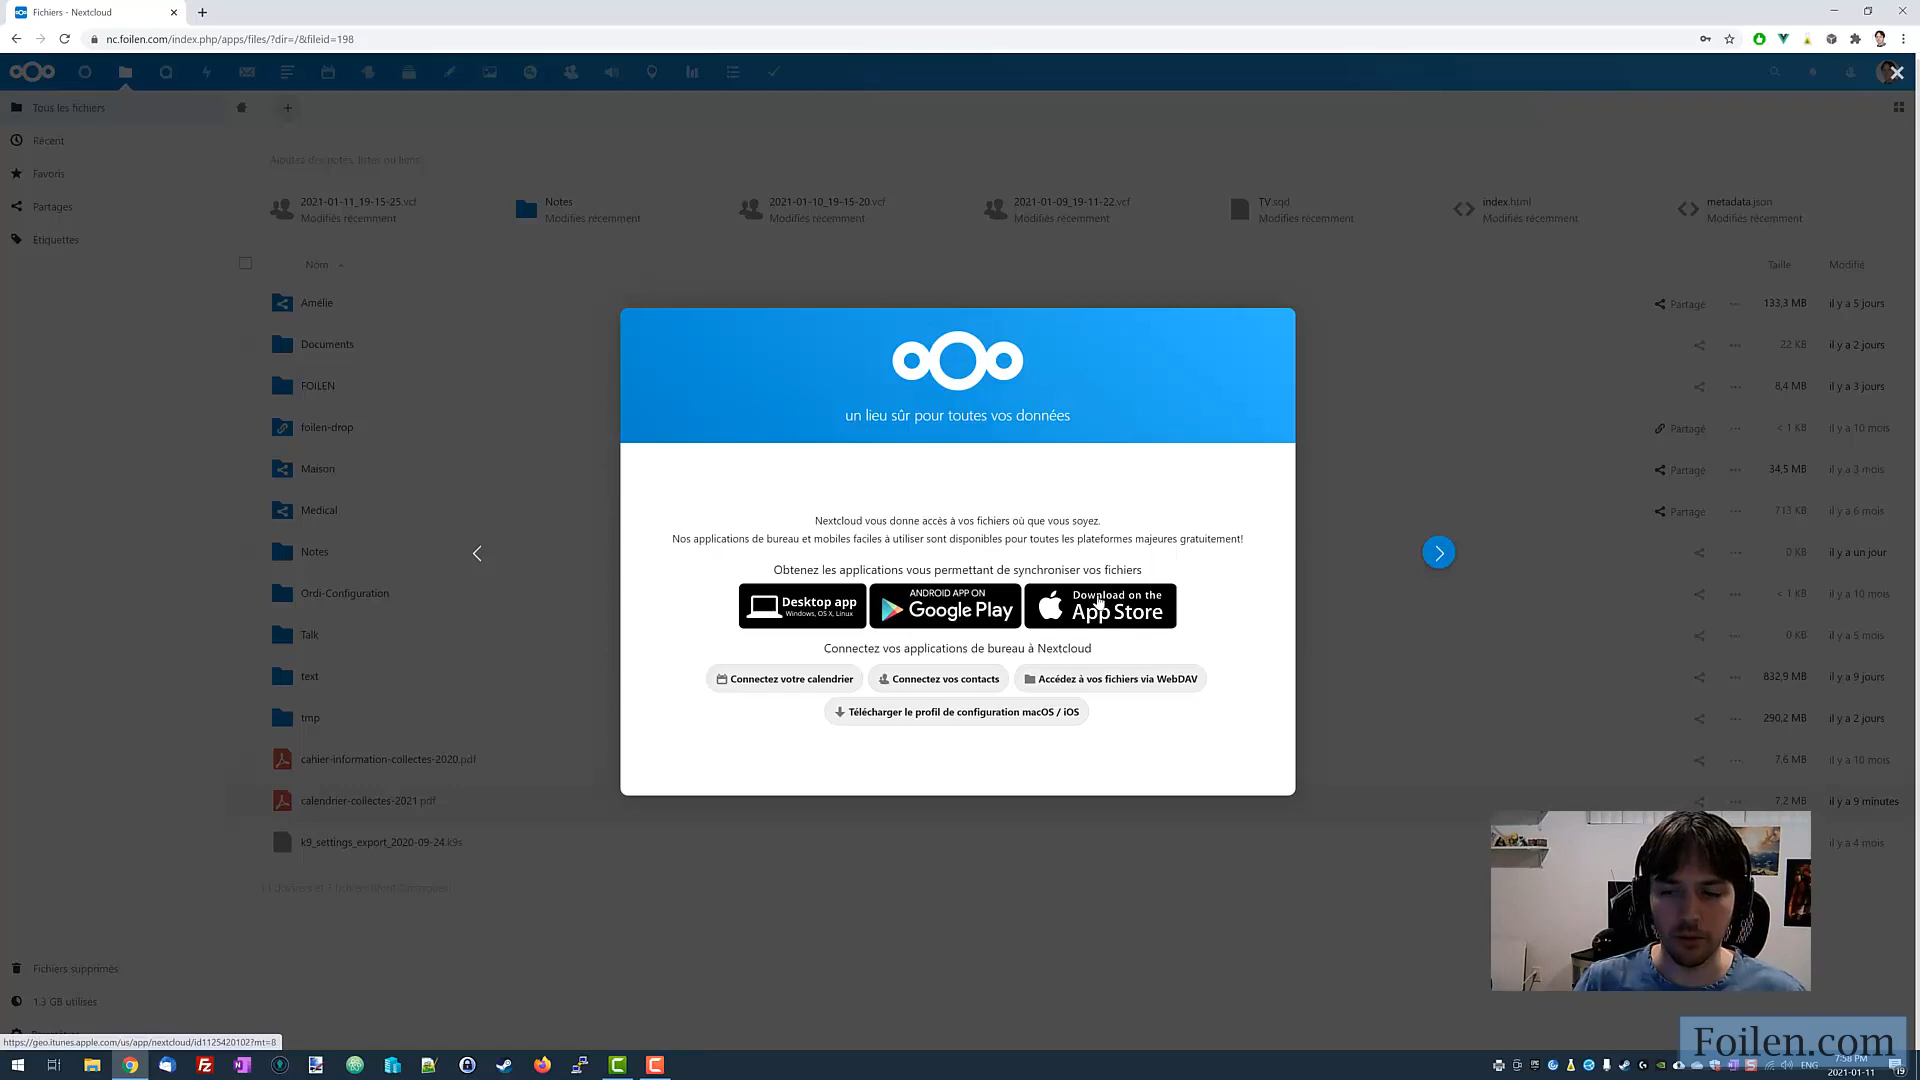 Fichiers - Nextcloud
nc.foilen.com/index.php/apps/files/?dir=/&fileid=198
Tous les fichiers
Récent
Favoris
Partages
Étiquettes
Ajoutez des notes, listes ou liens
2021-01-11_19-15-25.vcf
Modifiés récemment
Notes
Modifiés récemment
2021-01-10_19-15-20.vcf
Modifiés récemment
2021-01-09_19-11-22.vcf
Modifiés récemment
TV.sqd
Modifiés récemment
index.html
Modifiés récemment
metadata.json
Modifiés récemment
Nom Taille Modifié
Amélie Partagé 133,3 MB il y a 5 jours
Documents 22 KB il y a 2 jours
FOILEN 8,4 MB il y a 3 jours
foilen-drop Partagé < 1 KB il y a 10 mois
Maison Partagé 34,5 MB il y a 3 mois
Medical Partagé 713 KB il y a 6 mois
Notes 0 KB il y a un jour
Ordi-Configuration < 1 KB il y a 10 mois
Talk 0 KB il y a 5 mois
text 832,9 MB il y a 9 jours
tmp 290,2 MB il y a 2 jours
cahier-information-collectes-2020.pdf 7,6 MB il y a 10 mois
calendrier-collectes-2021.pdf 7,2 MB il y a 9 minutes
k9_settings_export_2020-09-24.k9s il y a 4 mois
un lieu sûr pour toutes vos données
Nextcloud vous donne accès à vos fichiers où que vous soyez.
Nos applications de bureau et mobiles faciles à utiliser sont disponibles pour toutes les plateformes majeures gratuitement!
Obtenez les applications vous permettant de synchroniser vos fichiers
Desktop app
Windows, OS X, Linux
ANDROID APP ON
Google Play
Download on the
App Store
Connectez vos applications de bureau à Nextcloud
Connectez votre calendrier
Connectez vos contacts
Accédez à vos fichiers via WebDAV
Télécharger le profil de configuration macOS / iOS
Fichiers supprimés
1.3 GB utilisés
https://geo.itunes.apple.com/us/app/nextcloud/id1125420102?mt=8
Foilen.com
ENG
7:58 PM
2021-01-11
19